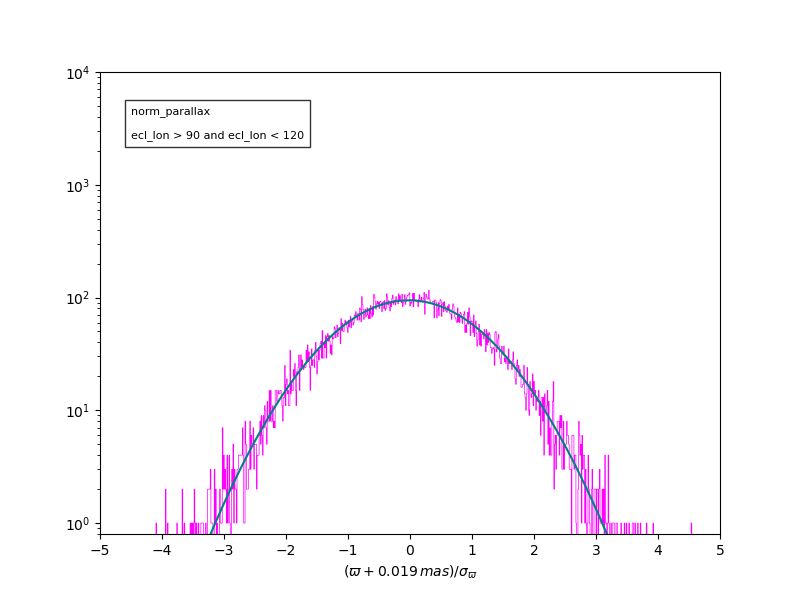 10^4
norm_parallax
ecl_lon > 90 and ecl_lon < 120
10^3
10^2
10^1
10^0
−5 −4 −3 −2 −1 0 1 2 3 4 5
(ϖ + 0.019 mas)/σ_ϖ